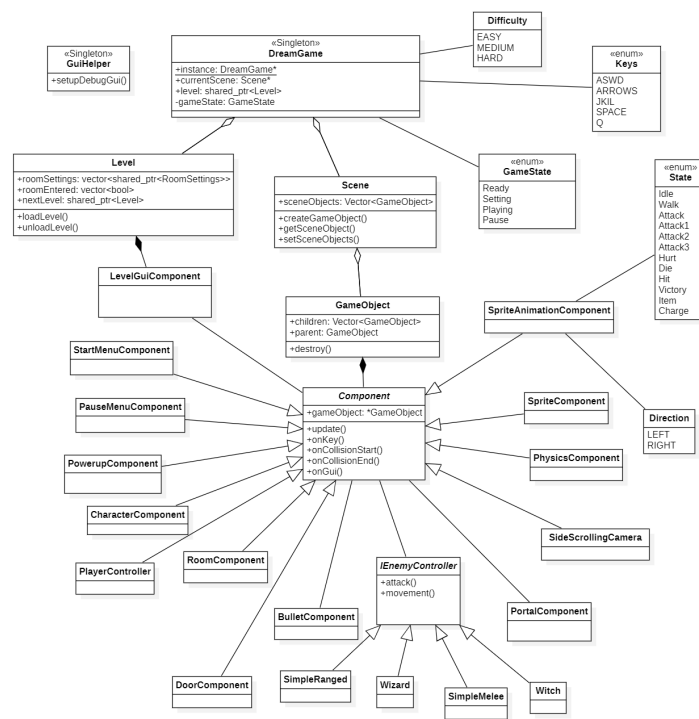 «Singleton»
GuiHelper
+setupDebugGui()
«Singleton»
DreamGame
+instance: DreamGame*
+currentScene: Scene*
+level: shared_ptr<Level>
-gameState: GameState
Difficulty
EASY
MEDIUM
HARD
«enum»
Keys
ASWD
ARROWS
JKIL
SPACE
Q
Level
+roomSettings: vector<shared_ptr<RoomSettings>>
+roomEntered: vector<bool>
+nextLevel: shared_ptr<Level>
+loadLevel()
+unloadLevel()
Scene
+sceneObjects: Vector<GameObject>
+createGameObject()
+getSceneObject()
+setSceneObjects()
«enum»
GameState
Ready
Setting
Playing
Pause
«enum»
State
Idle
Walk
Attack
Attack1
Attack2
Attack3
Hurt
Die
Hit
Victory
Item
Charge
LevelGuiComponent
GameObject
+children: Vector<GameObject>
+parent: GameObject
+destroy()
SpriteAnimationComponent
StartMenuComponent
Component
+gameObject: *GameObject
+update()
+onKey()
+onCollisionStart()
+onCollisionEnd()
+onGui()
SpriteComponent
Direction
LEFT
RIGHT
PauseMenuComponent
PhysicsComponent
PowerupComponent
CharacterComponent
SideScrollingCamera
PlayerController
RoomComponent
IEnemyController
+attack()
+movement()
BulletComponent
PortalComponent
DoorComponent
SimpleRanged
Wizard
SimpleMelee
Witch